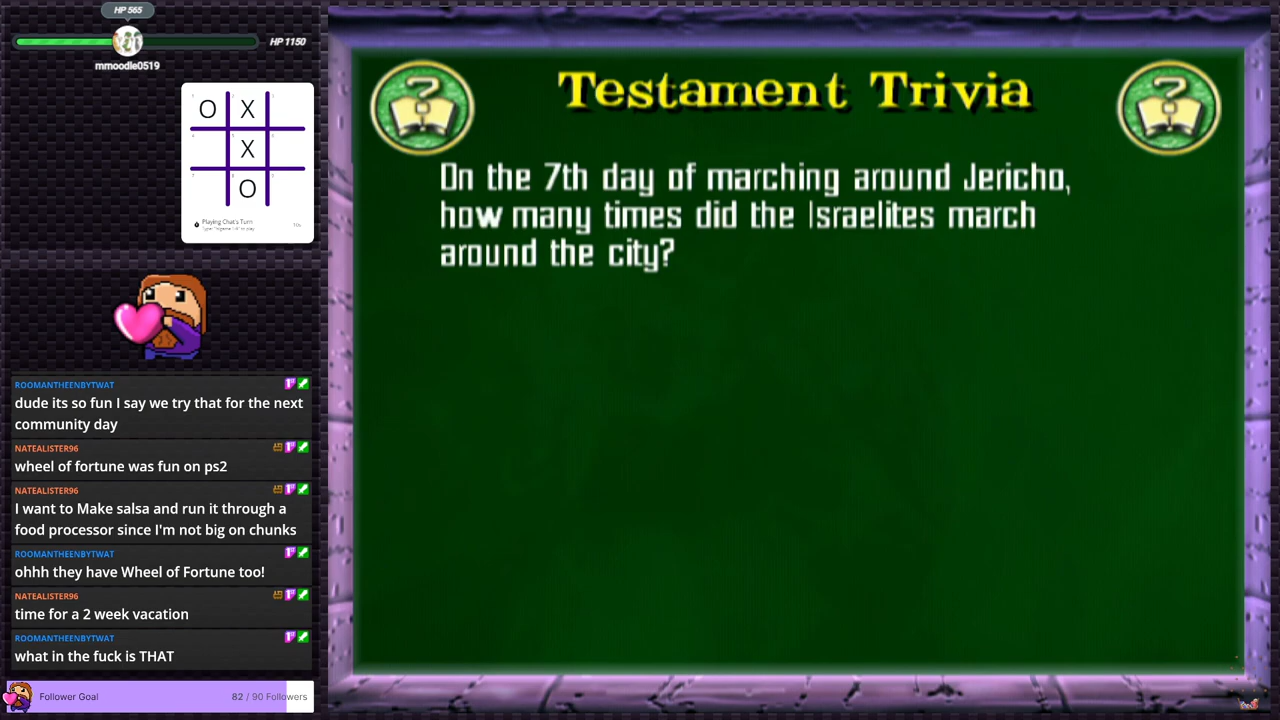 HP 565
HP 1150
mmoodle0519
O X
X
O
Playing Chat's Turn
ROOMANTHEENBYTWAT
dude its so fun I say we try that for the next
community day
NATEALISTER96
wheel of fortune was fun on ps2
NATEALISTER96
I want to Make salsa and run it through a
food processor since I'm not big on chunks
ROOMANTHEENBYTWAT
ohhh they have Wheel of Fortune too!
NATEALISTER96
time for a 2 week vacation
ROOMANTHEENBYTWAT
what in the fuck is THAT
Follower Goal
82 / 90 Followers
Testament Trivia
On the 7th day of marching around Jericho,
how many times did the Israelites march
around the city?